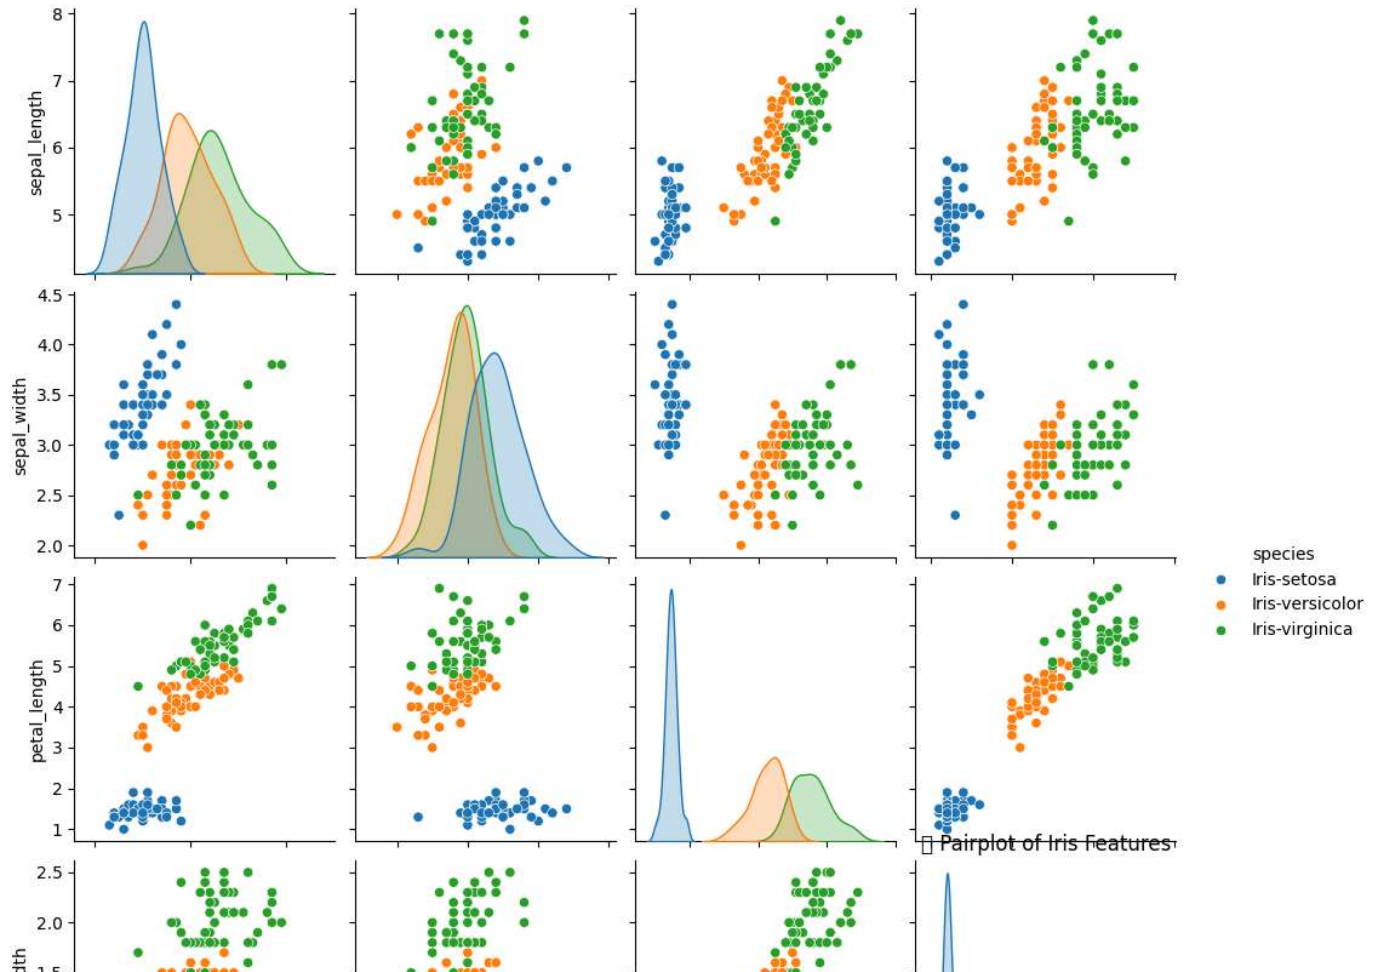 8
7
6
5
sepal_length
4.5
4.0
3.5
3.0
2.5
2.0
sepal_width
species
Iris-setosa
Iris-versicolor
Iris-virginica
7
6
5
4
3
2
1
petal_length
Pairplot of Iris Features
2.5
2.0
1.5